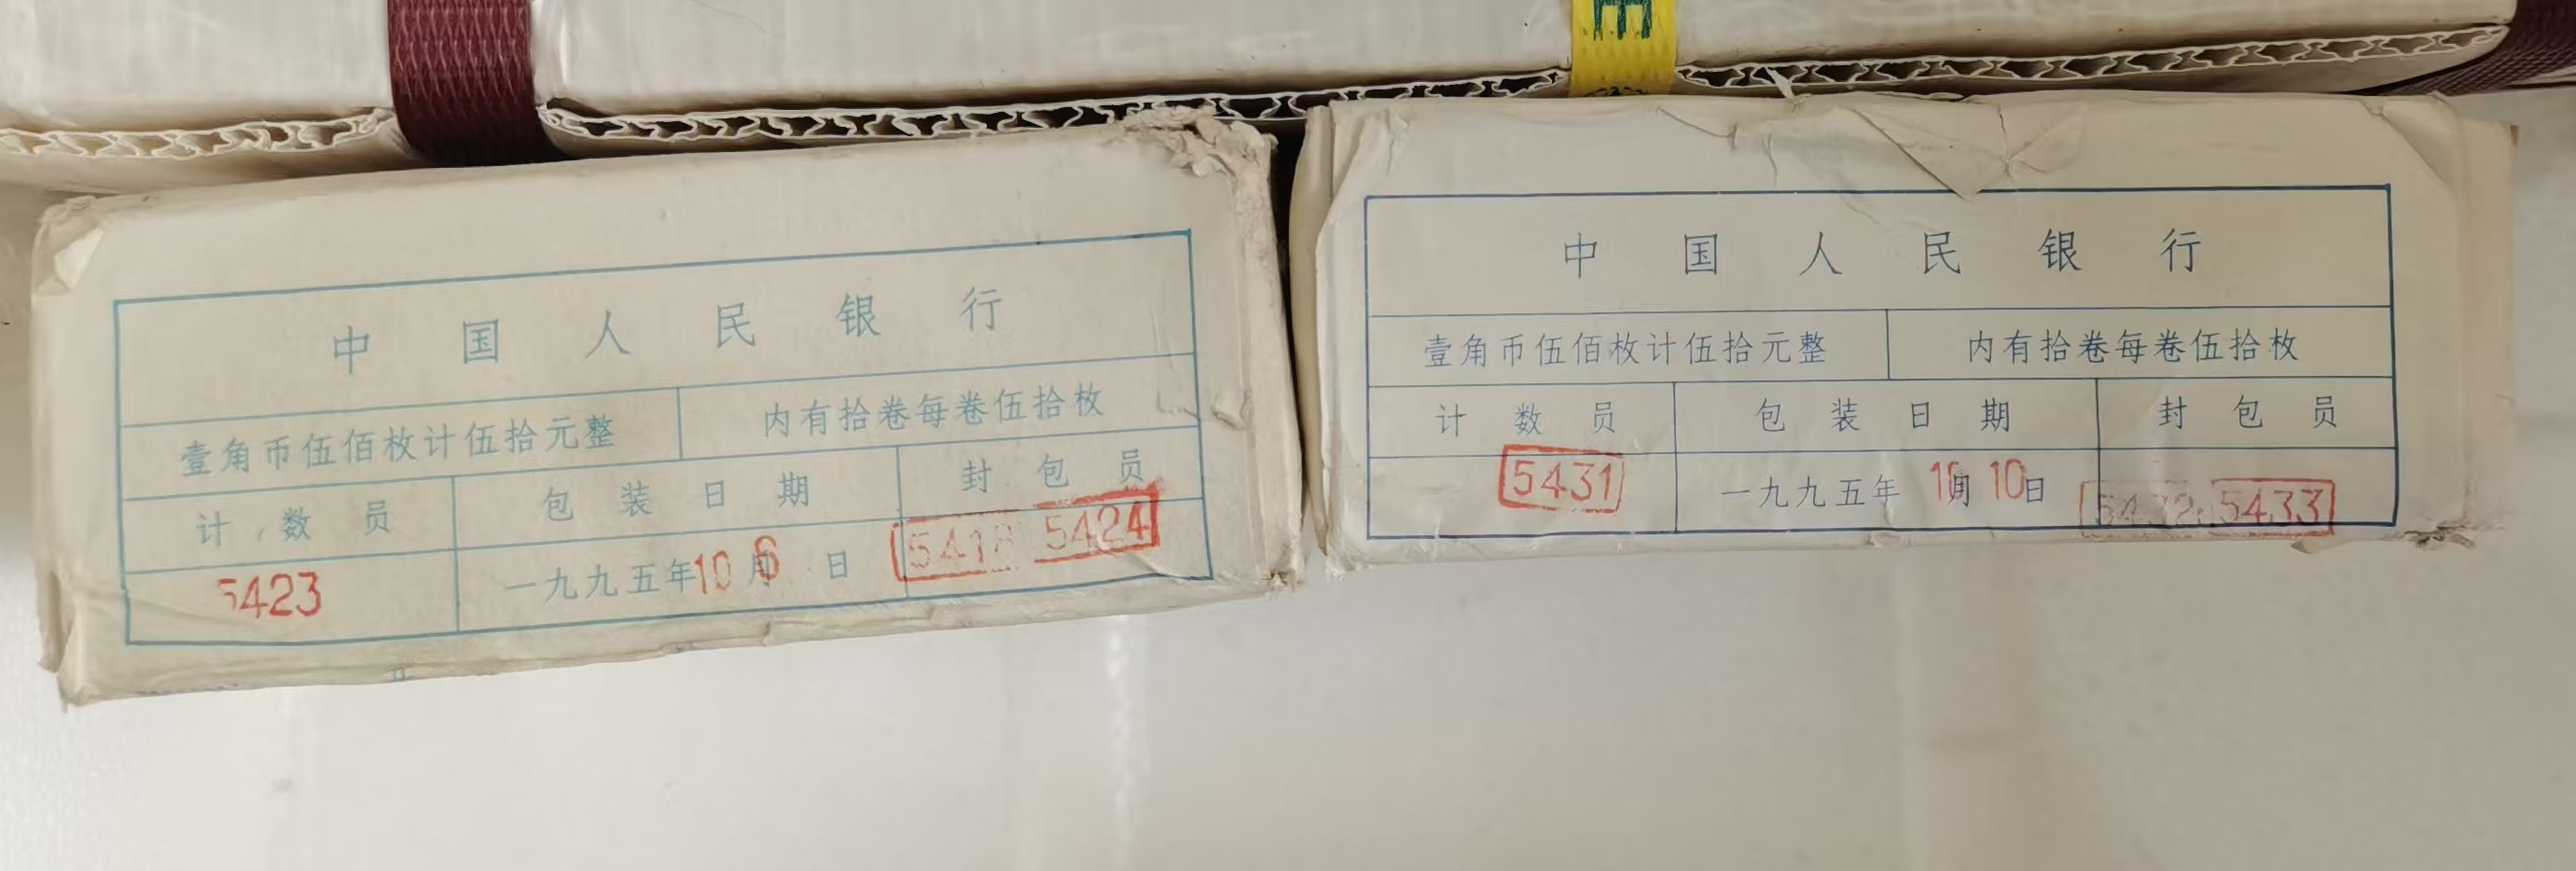 中国人民银行
壹角币伍佰枚计伍拾元整 内有拾卷每卷伍拾枚
计数员 包装日期 封包员
5423 一九九五年10月6日 5418 5424
中国人民银行
壹角币伍佰枚计伍拾元整 内有拾卷每卷伍拾枚
计数员 包装日期 封包员
5431 一九九五年10月10日 5432 5433